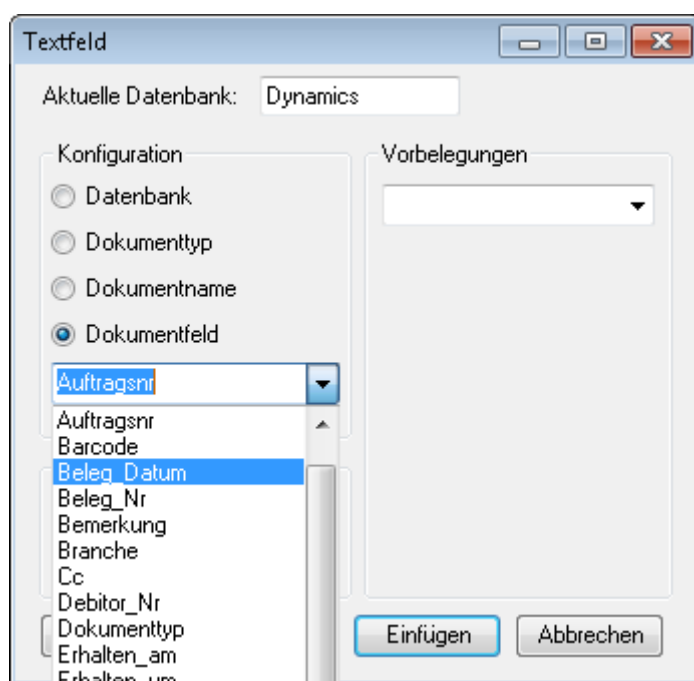 Textfeld
Aktuelle Datenbank: Dynamics
Konfiguration
Datenbank
Dokumenttyp
Dokumentname
Dokumentfeld
Auftragsnr
Auftragsnr
Barcode
Beleg_Datum
Beleg_Nr
Bemerkung
Branche
Cc
Debitor_Nr
Dokumenttyp
Erhalten_am
Erhalten_um
Vorbelegungen
Einfügen
Abbrechen